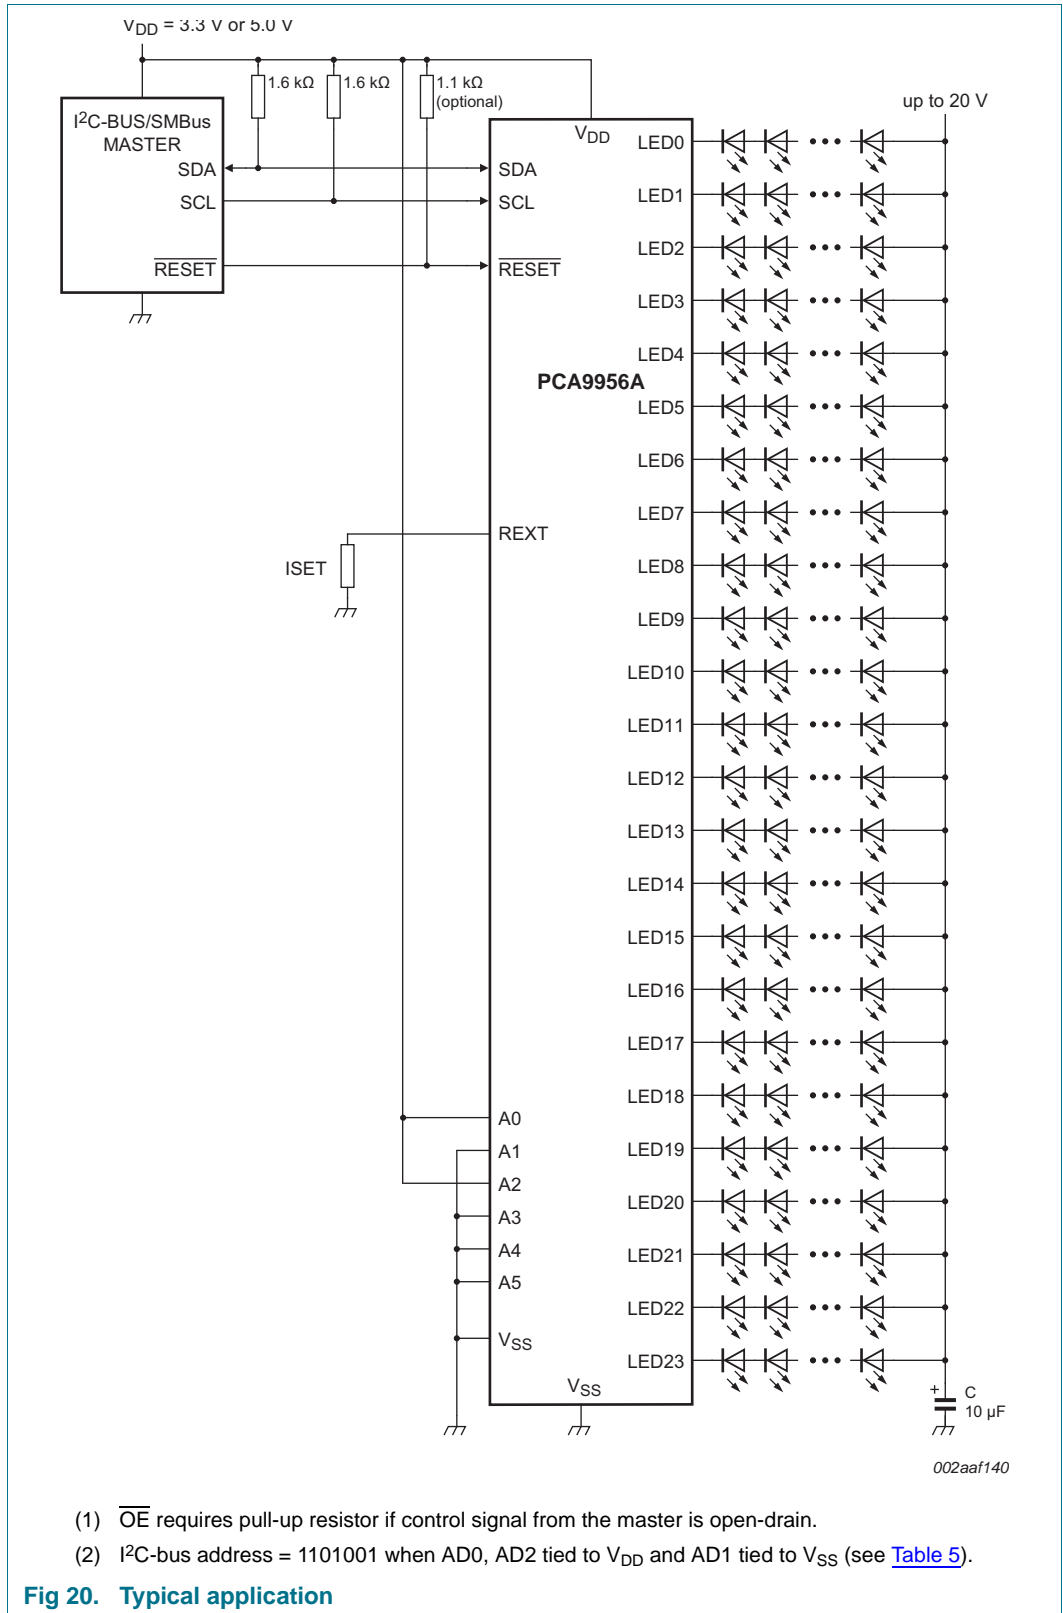 VDD = 3.3 V or 5.0 V
1.6 kΩ
1.6 kΩ
1.1 kΩ
(optional)
up to 20 V
I2C-BUS/SMBus
MASTER
SDA
SCL
RESET
VDD
SDA
SCL
RESET
PCA9956A
REXT
ISET
A0
A1
A2
A3
A4
A5
VSS
VSS
LED0
LED1
LED2
LED3
LED4
LED5
LED6
LED7
LED8
LED9
LED10
LED11
LED12
LED13
LED14
LED15
LED16
LED17
LED18
LED19
LED20
LED21
LED22
LED23
+
C
10 μF
002aaf140
(1) OE requires pull-up resistor if control signal from the master is open-drain.
(2) I2C-bus address = 1101001 when AD0, AD2 tied to VDD and AD1 tied to VSS (see Table 5).
Fig 20. Typical application